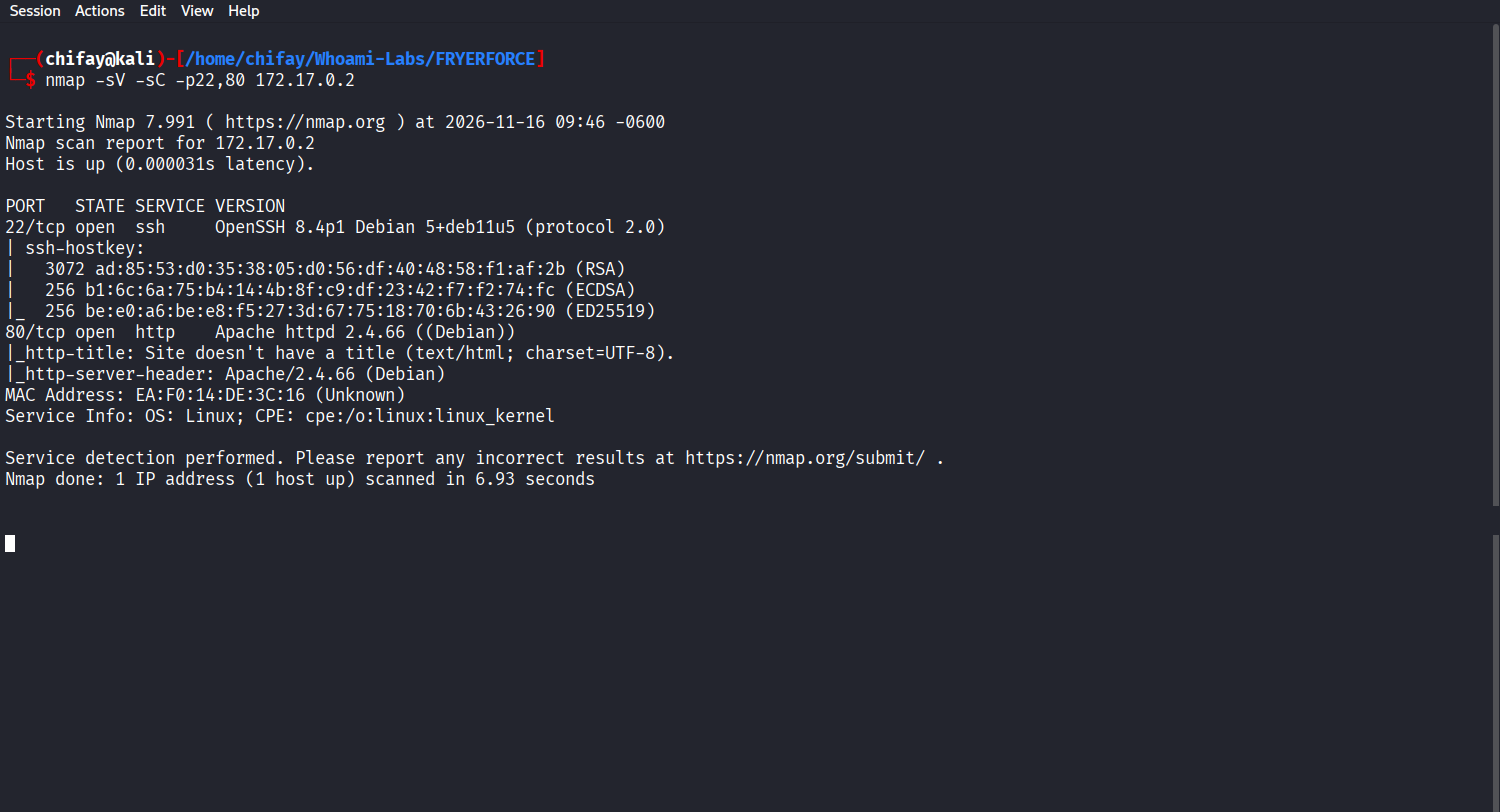 Session Actions Edit View Help
┌──(chifay@kali)-[/home/chifay/Whoami-Labs/FRYERFORCE]
└─$ nmap -sV -sC -p22,80 172.17.0.2
Starting Nmap 7.991 ( https://nmap.org ) at 2026-11-16 09:46 -0600
Nmap scan report for 172.17.0.2
Host is up (0.000031s latency).
PORT   STATE SERVICE VERSION
22/tcp open  ssh     OpenSSH 8.4p1 Debian 5+deb11u5 (protocol 2.0)
| ssh-hostkey:
|   3072 ad:85:53:d0:35:38:05:d0:56:df:40:48:58:f1:af:2b (RSA)
|   256 b1:6c:6a:75:b4:14:4b:8f:c9:df:23:42:f7:f2:74:fc (ECDSA)
|_  256 be:e0:a6:be:e8:f5:27:3d:67:75:18:70:6b:43:26:90 (ED25519)
80/tcp open  http    Apache httpd 2.4.66 ((Debian))
|_http-title: Site doesn't have a title (text/html; charset=UTF-8).
|_http-server-header: Apache/2.4.66 (Debian)
MAC Address: EA:F0:14:DE:3C:16 (Unknown)
Service Info: OS: Linux; CPE: cpe:/o:linux:linux_kernel
Service detection performed. Please report any incorrect results at https://nmap.org/submit/ .
Nmap done: 1 IP address (1 host up) scanned in 6.93 seconds